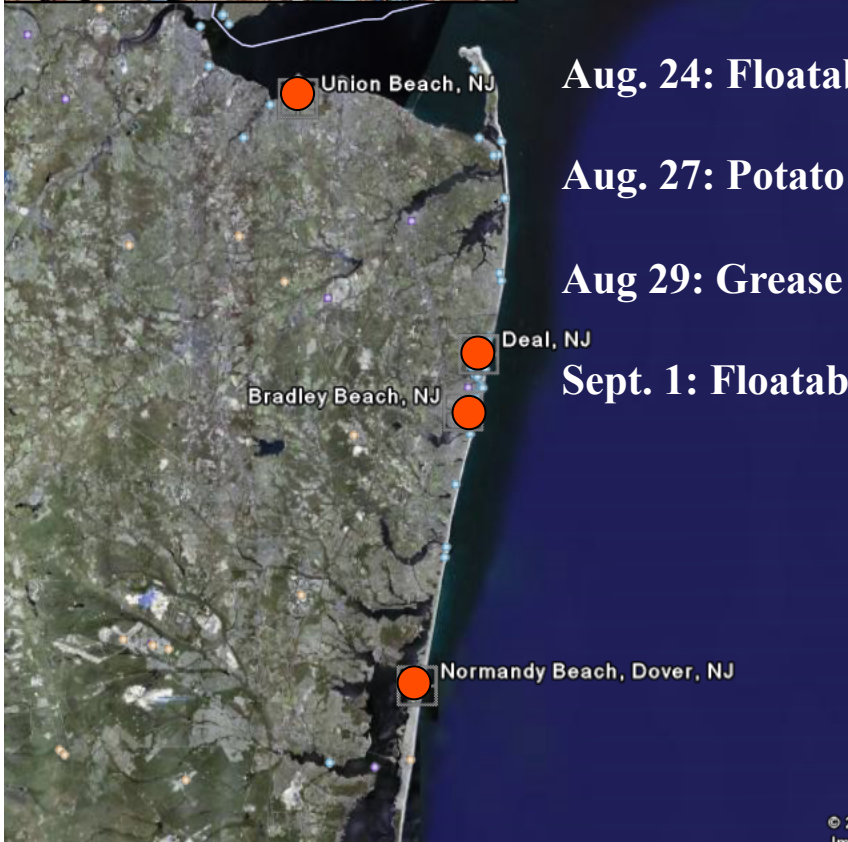 Union Beach, NJ
Aug. 24: Floatab
Aug. 27: Potato
Aug 29: Grease
Deal, NJ
Sept. 1: Floatab
Bradley Beach, NJ
Normandy Beach, Dover, NJ
©